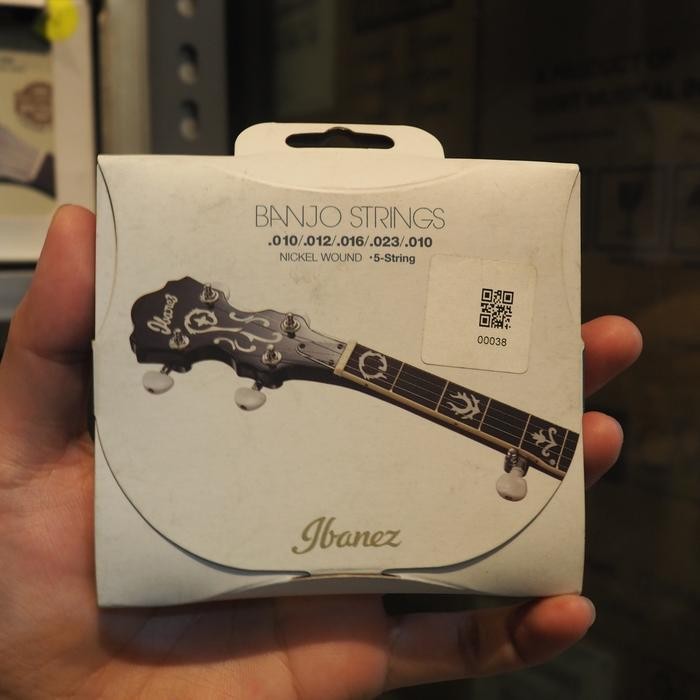 BANJO STRINGS
.010/.012/.016/.023/.010
NICKEL WOUND •5-String
00038
Ibanez
Ibanez